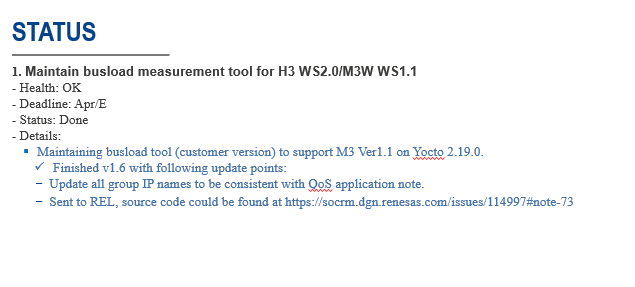 STATUS
1. Maintain busload measurement tool for H3 WS2.0/M3W WS1.1
- Health: OK
- Deadline: Apr/E
- Status: Done
- Details:
▪ Maintaining busload tool (customer version) to support M3 Ver1.1 on Yocto 2.19.0.
✓ Finished v1.6 with following update points:
− Update all group IP names to be consistent with QoS application note.
− Sent to REL, source code could be found at https://socrm.dgn.renesas.com/issues/114997#note-73